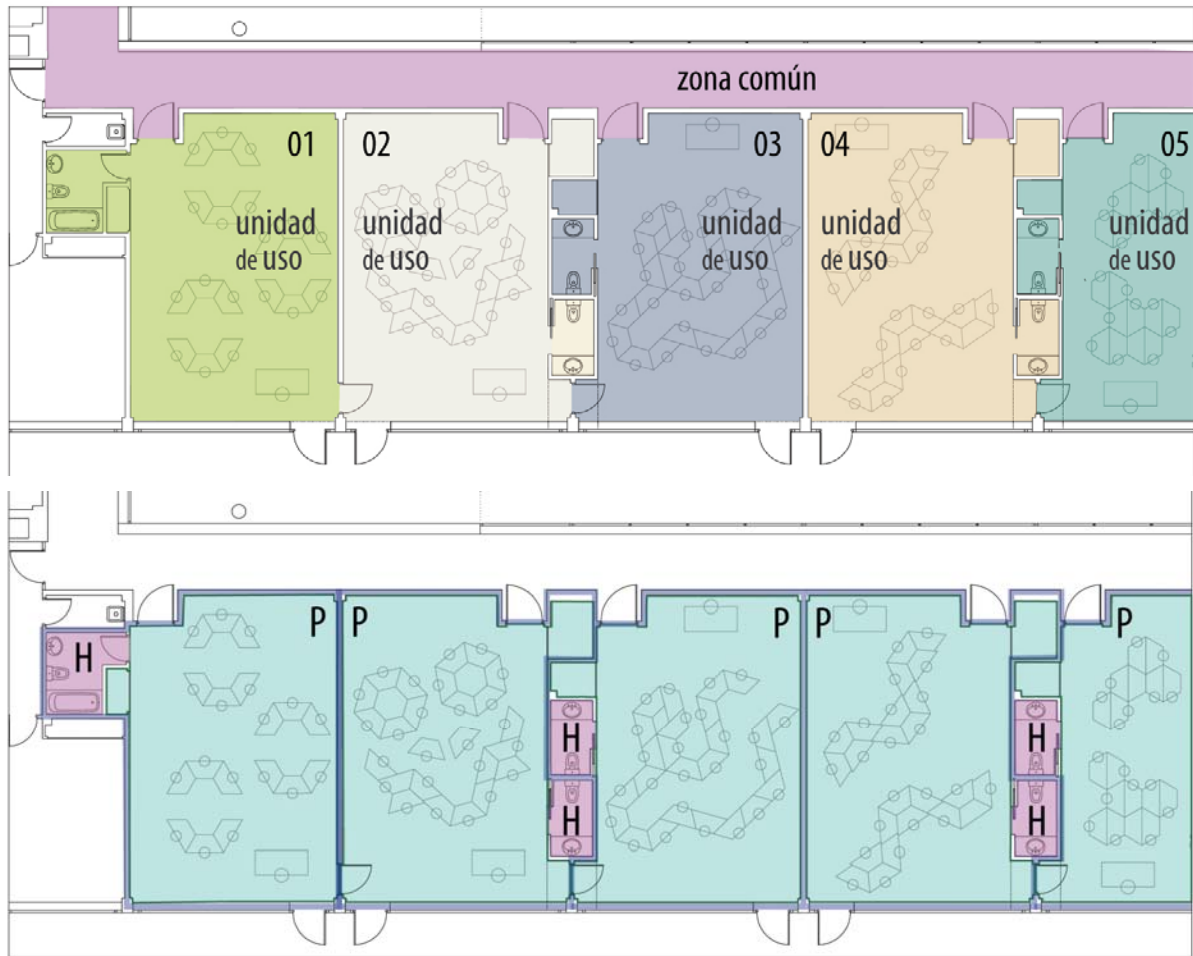 zona común
01
02
03
04
05
unidad
de uso
unidad
de uso
unidad
de uso
unidad
de uso
unidad
de uso
P
P
P
P
P
H
H
H
H
H